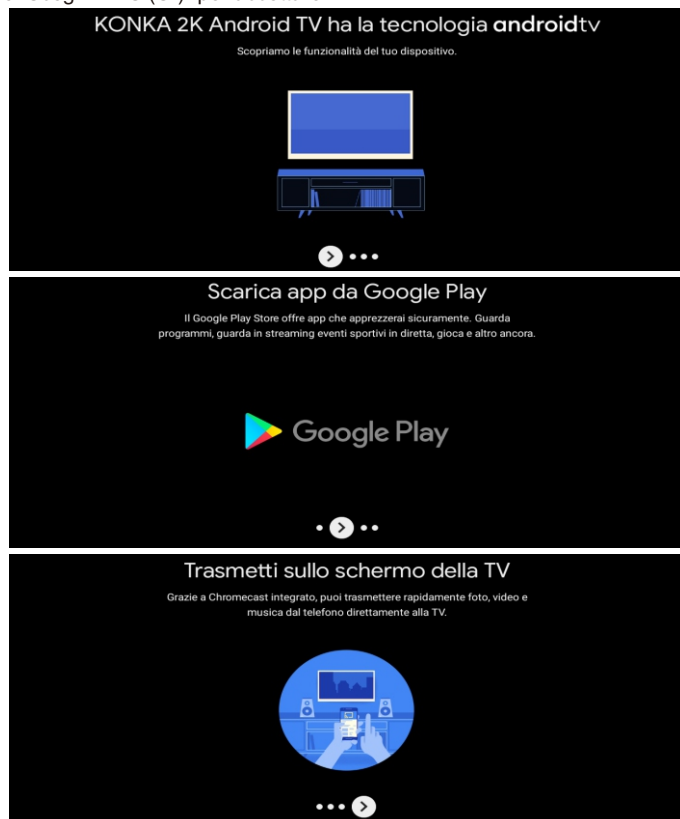 KONKA 2K Android TV ha la tecnologia androidtv
Scopriamo le funzionalità del tuo dispositivo.
Scarica app da Google Play
Il Google Play Store offre app che apprezzerai sicuramente. Guarda
programmi, guarda in streaming eventi sportivi in diretta, gioca e altro ancora.
Google Play
Trasmetti sullo schermo della TV
Grazie a Chromecast integrato, puoi trasmettere rapidamente foto, video e
musica dal telefono direttamente alla TV.